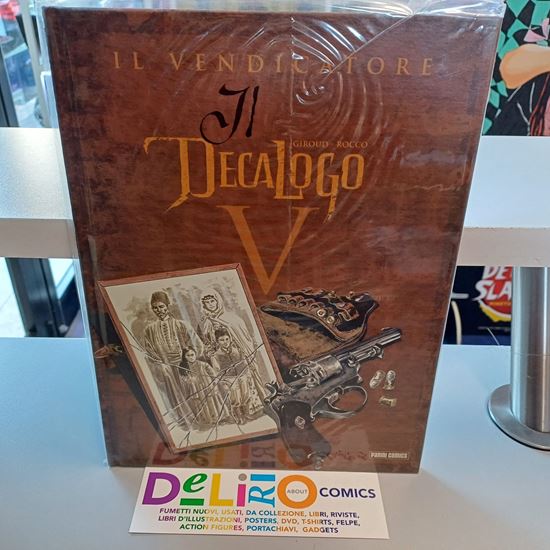 IL VENDICATORE
Il
GIROUD ROCCO
DECALOGO
V
PANINI COMICS
DELIRIO ABOUT COMICS
FUMETTI NUOVI, USATI, DA COLLEZIONE, LIBRI, RIVISTE,
LIBRI D'ILLUSTRAZIONI, POSTERS, DVD, T-SHIRTS, FELPE,
ACTION FIGURES, PORTACHIAVI, GADGETS